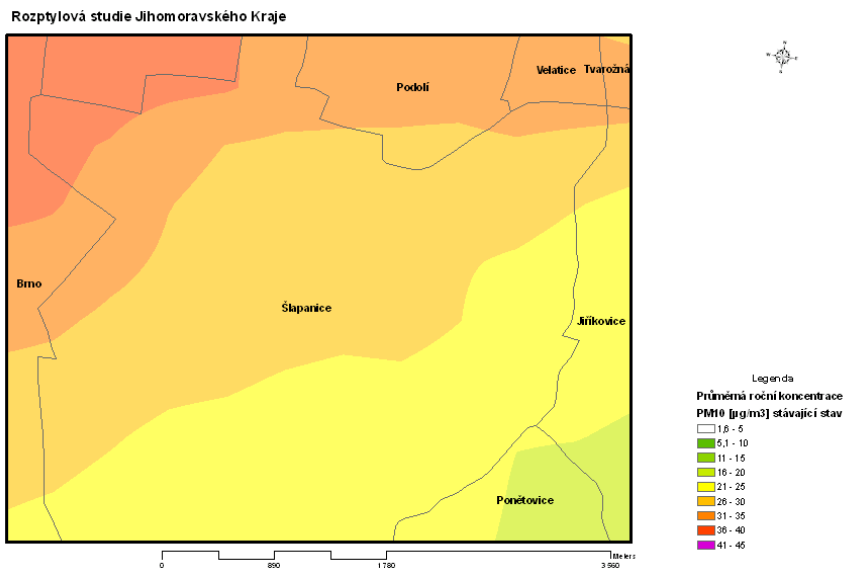 Rozptylová studie Jihomoravského Kraje
Podolí
Velatice
Tvarožná
Brno
Šlapanice
Jiříkovice
Ponětovice
Legenda
Průměrná roční koncentrace
PM10 [µg/m3] stávající stav
1,6 - 5
5,1 - 10
11 - 15
16 - 20
21 - 25
26 - 30
31 - 35
36 - 40
41 - 45
Meters
0 890 1 780 3 560